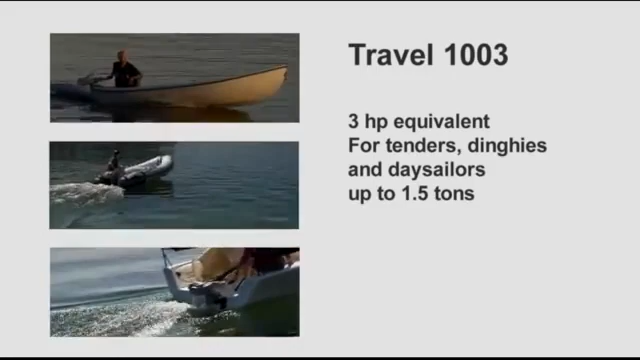 Travel 1003
3 hp equivalent
For tenders, dinghies
and daysailors
up to 1.5 tons